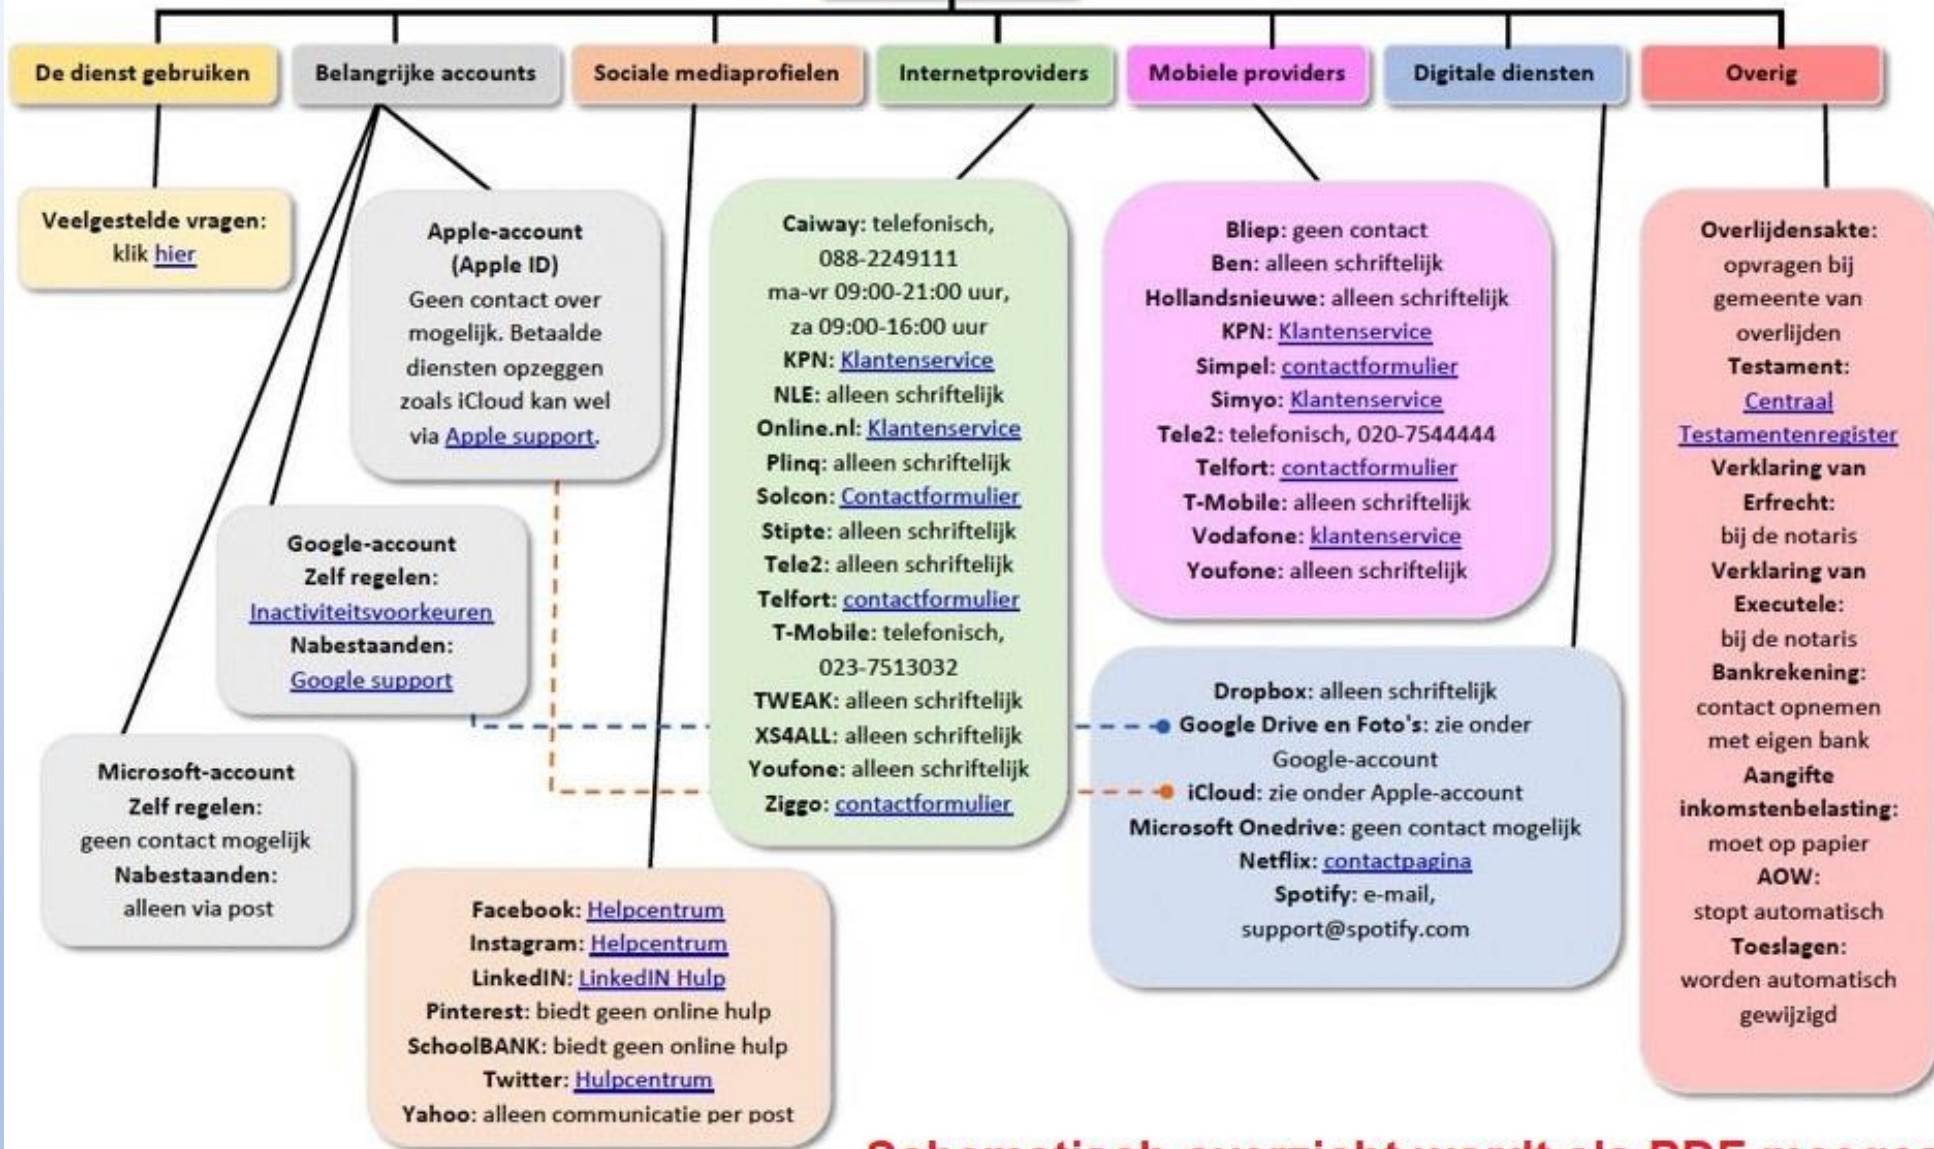 De dienst gebruiken
Belangrijke accounts
Sociale mediaprofielen
Internetproviders
Mobiele providers
Digitale diensten
Overig
Veelgestelde vragen:
klik hier
Apple-account
(Apple ID)
Geen contact over
mogelijk. Betaalde
diensten opzeggen
zoals iCloud kan wel
via Apple support.
Google-account
Zelf regelen:
Inactiviteitsvoorkeuren
Nabestaanden:
Google support
Microsoft-account
Zelf regelen:
geen contact mogelijk
Nabestaanden:
alleen via post
Facebook: Helpcentrum
Instagram: Helpcentrum
LinkedIN: LinkedIN Hulp
Pinterest: biedt geen online hulp
SchoolBANK: biedt geen online hulp
Twitter: Hulpcentrum
Yahoo: alleen communicatie per post
Caiway: telefonisch,
088-2249111
ma-vr 09:00-21:00 uur,
za 09:00-16:00 uur
KPN: Klantenservice
NLE: alleen schriftelijk
Online.nl: Klantenservice
Plinq: alleen schriftelijk
Solcon: Contactformulier
Stipte: alleen schriftelijk
Tele2: alleen schriftelijk
Telfort: contactformulier
T-Mobile: telefonisch,
023-7513032
TWEAK: alleen schriftelijk
XS4ALL: alleen schriftelijk
Youfone: alleen schriftelijk
Ziggo: contactformulier
Bliep: geen contact
Ben: alleen schriftelijk
Hollandsnieuwe: alleen schriftelijk
KPN: Klantenservice
Simpel: contactformulier
Simyo: Klantenservice
Tele2: telefonisch, 020-7544444
Telfort: contactformulier
T-Mobile: alleen schriftelijk
Vodafone: klantenservice
Youfone: alleen schriftelijk
Dropbox: alleen schriftelijk
Google Drive en Foto's: zie onder
Google-account
iCloud: zie onder Apple-account
Microsoft Onedrive: geen contact mogelijk
Netflix: contactpagina
Spotify: e-mail,
support@spotify.com
Overlijdensakte:
opvragen bij
gemeente van
overlijden
Testament:
Centraal
Testamentenregister
Verklaring van
Erfrecht:
bij de notaris
Verklaring van
Executele:
bij de notaris
Bankrekening:
contact opnemen
met eigen bank
Aangifte
inkomstenbelasting:
moet op papier
AOW:
stopt automatisch
Toeslagen:
worden automatisch
gewijzigd
Schematisch overzicht wordt als PDF